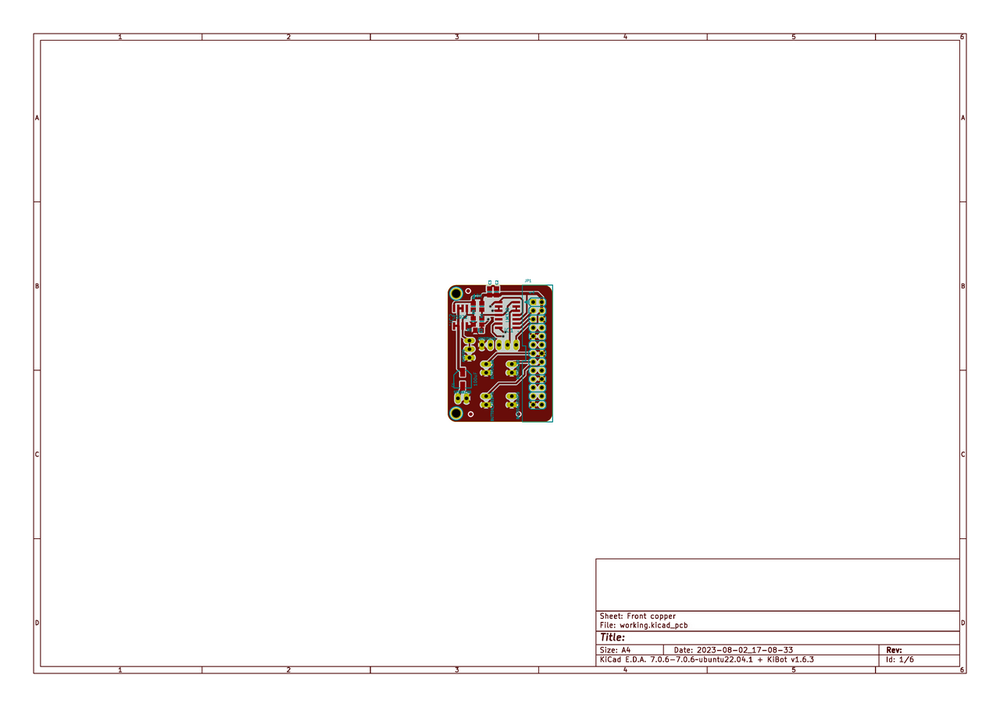 1 2 3 4 5 6
A A
B B
C C
D D
Sheet: Front copper
File: working.kicad_pcb
Title:
Size: A4 Date: 2023-08-02_17-08-33 Rev:
KiCad E.D.A. 7.0.6-7.0.6-ubuntu22.04.1 + KiBot v1.6.3 Id: 1/6
1 2 3 4 5 6